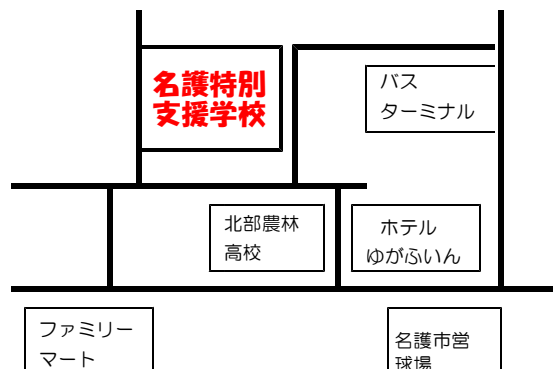 名護特別
支援学校
バス
ターミナル
北部農林
高校
ホテル
ゆがふいん
ファミリー
マート
名護市営
球場